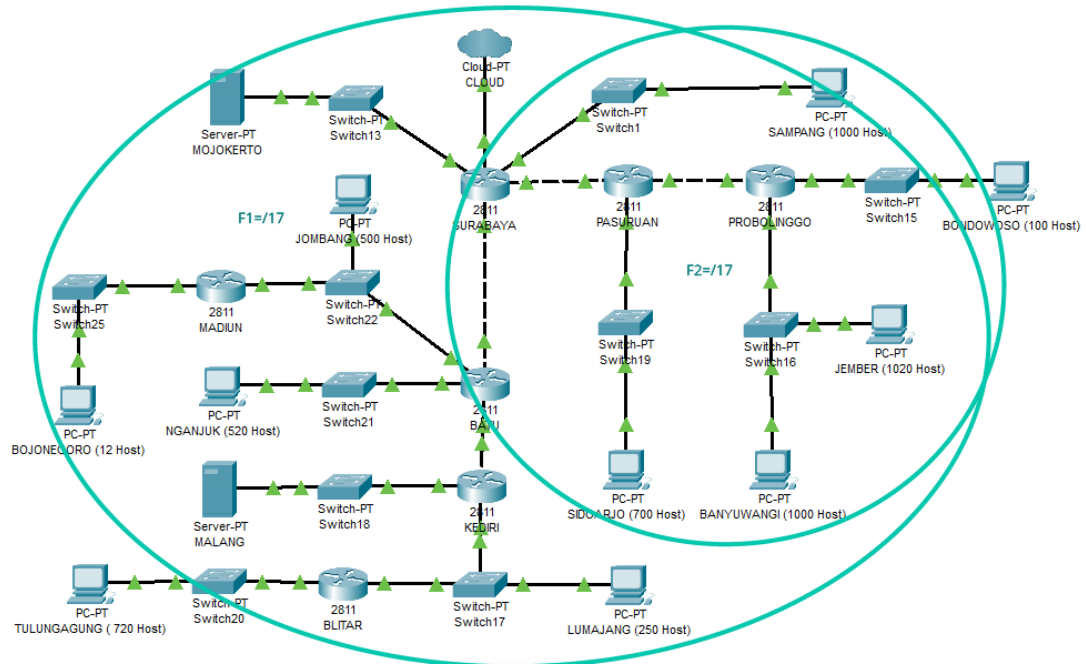 Cloud-PT
CLOUD
Server-PT
MOJOKERTO
Switch-PT
Switch13
Switch-PT
Switch1
PC-PT
SAMPANG (1000 Host)
PC-PT
JOMBANG (500 Host)
F1=/17
2811
SURABAYA
2811
PASURUAN
2811
PROBOLINGGO
Switch-PT
Switch15
PC-PT
BONDOWOSO (100 Host)
F2=/17
Switch-PT
Switch25
2811
MADIUN
Switch-PT
Switch22
Switch-PT
Switch19
Switch-PT
Switch16
PC-PT
JEMBER (1020 Host)
PC-PT
BOJONEGORO (12 Host)
PC-PT
NGANJUK (520 Host)
Switch-PT
Switch21
2811
BATU
Server-PT
MALANG
Switch-PT
Switch18
2811
KEDIRI
PC-PT
SIDOARJO (700 Host)
PC-PT
BANYUWANGI (1000 Host)
PC-PT
TULUNGAGUNG ( 720 Host)
Switch-PT
Switch20
2811
BLITAR
Switch-PT
Switch17
PC-PT
LUMAJANG (250 Host)